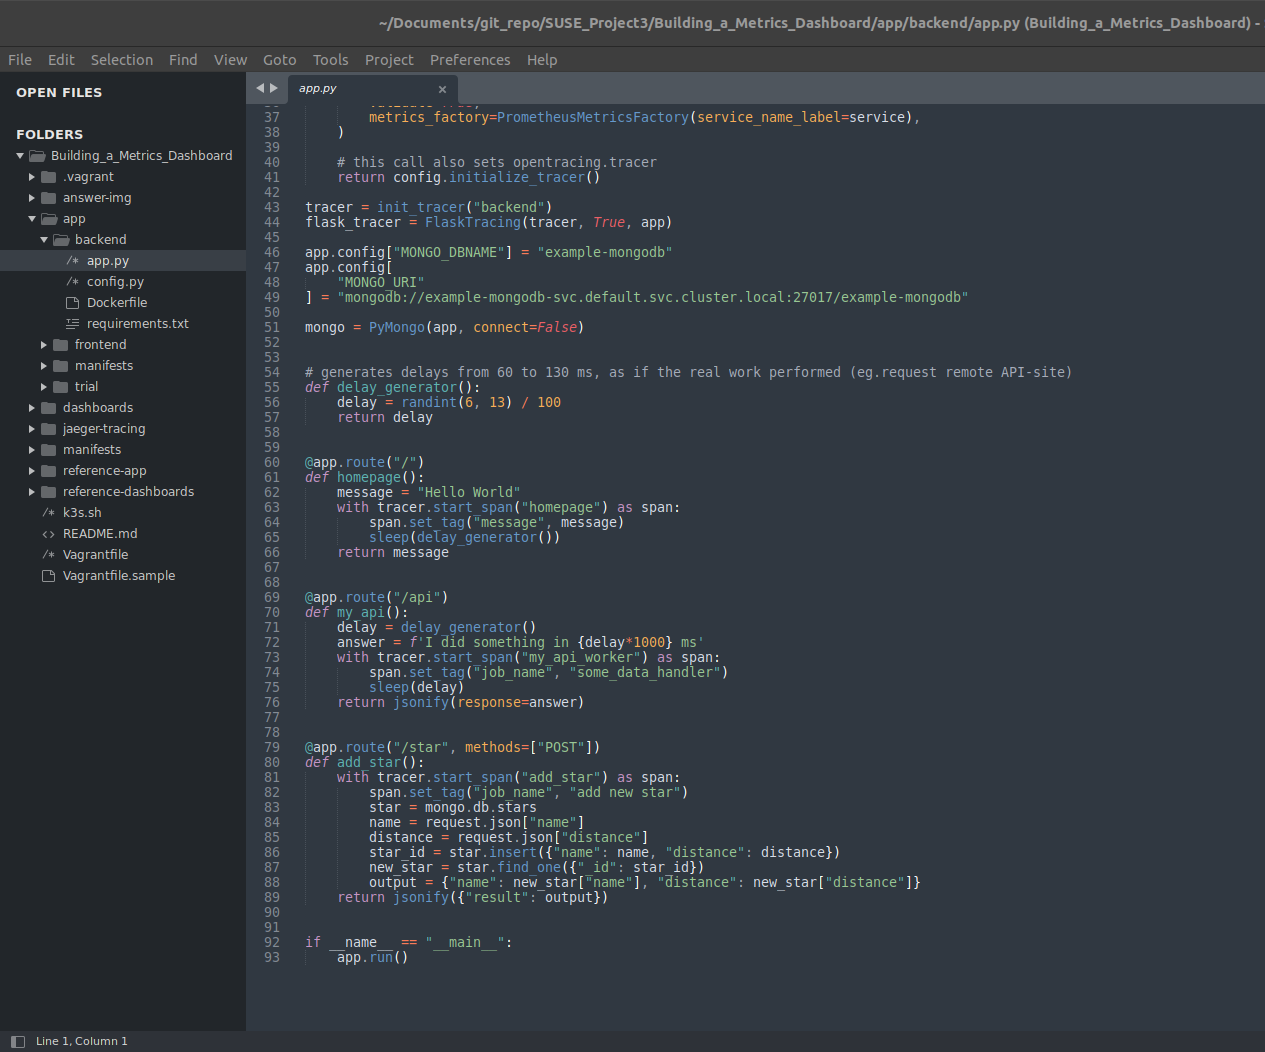 ~/Documents/git_repo/SUSE_Project3/Building_a_Metrics_Dashboard/app/backend/app.py (Building_a_Metrics_Dashboard) -
File Edit Selection Find View Goto Tools Project Preferences Help
OPEN FILES
FOLDERS
Building_a_Metrics_Dashboard
.vagrant
answer-img
app
backend
/* app.py
/* config.py
Dockerfile
requirements.txt
frontend
manifests
trial
dashboards
jaeger-tracing
manifests
reference-app
reference-dashboards
/* k3s.sh
<> README.md
/* Vagrantfile
Vagrantfile.sample
app.py ×
37         metrics_factory=PrometheusMetricsFactory(service_name_label=service),
38     )
39
40     # this call also sets opentracing.tracer
41     return config.initialize_tracer()
42
43 tracer = init_tracer("backend")
44 flask_tracer = FlaskTracing(tracer, True, app)
45
46 app.config["MONGO_DBNAME"] = "example-mongodb"
47 app.config[
48     "MONGO_URI"
49 ] = "mongodb://example-mongodb-svc.default.svc.cluster.local:27017/example-mongodb"
50
51 mongo = PyMongo(app, connect=False)
52
53
54 # generates delays from 60 to 130 ms, as if the real work performed (eg.request remote API-site)
55 def delay_generator():
56     delay = randint(6, 13) / 100
57     return delay
58
59
60 @app.route("/")
61 def homepage():
62     message = "Hello World"
63     with tracer.start_span("homepage") as span:
64         span.set_tag("message", message)
65         sleep(delay_generator())
66     return message
67
68
69 @app.route("/api")
70 def my_api():
71     delay = delay_generator()
72     answer = f'I did something in {delay*1000} ms'
73     with tracer.start_span("my_api_worker") as span:
74         span.set_tag("job_name", "some_data_handler")
75         sleep(delay)
76     return jsonify(response=answer)
77
78
79 @app.route("/star", methods=["POST"])
80 def add_star():
81     with tracer.start_span("add_star") as span:
82         span.set_tag("job_name", "add new star")
83         star = mongo.db.stars
84         name = request.json["name"]
85         distance = request.json["distance"]
86         star_id = star.insert({"name": name, "distance": distance})
87         new_star = star.find_one({"_id": star_id})
88         output = {"name": new_star["name"], "distance": new_star["distance"]}
89     return jsonify({"result": output})
90
91
92 if __name__ == "__main__":
93     app.run()
Line 1, Column 1